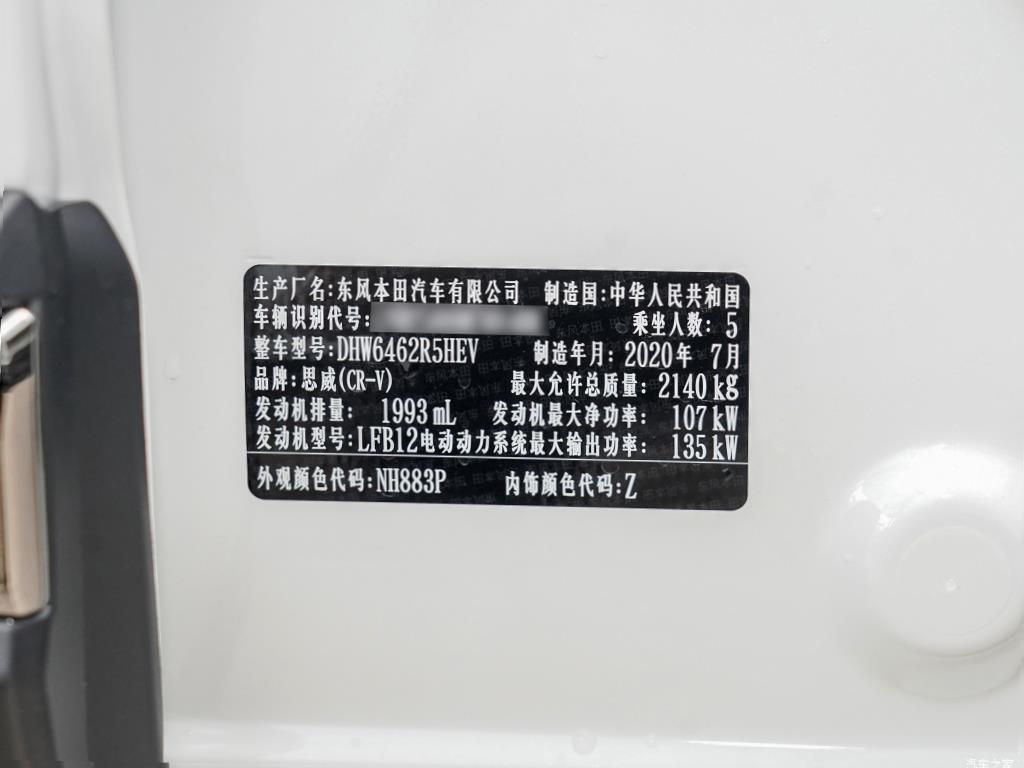 生产厂名:东风本田汽车有限公司 制造国:中华人民共和国
车辆识别代号: 乘坐人数: 5
整车型号:DHW6462R5HEV 制造年月: 2020年 7月
品牌:思威(CR-V) 最大允许总质量: 2140 kg
发动机排量: 1993 mL 发动机最大净功率: 107 kW
发动机型号:LFB12 电动动力系统最大输出功率: 135 kW
外观颜色代码:NH883P 内饰颜色代码:Z
汽车之家